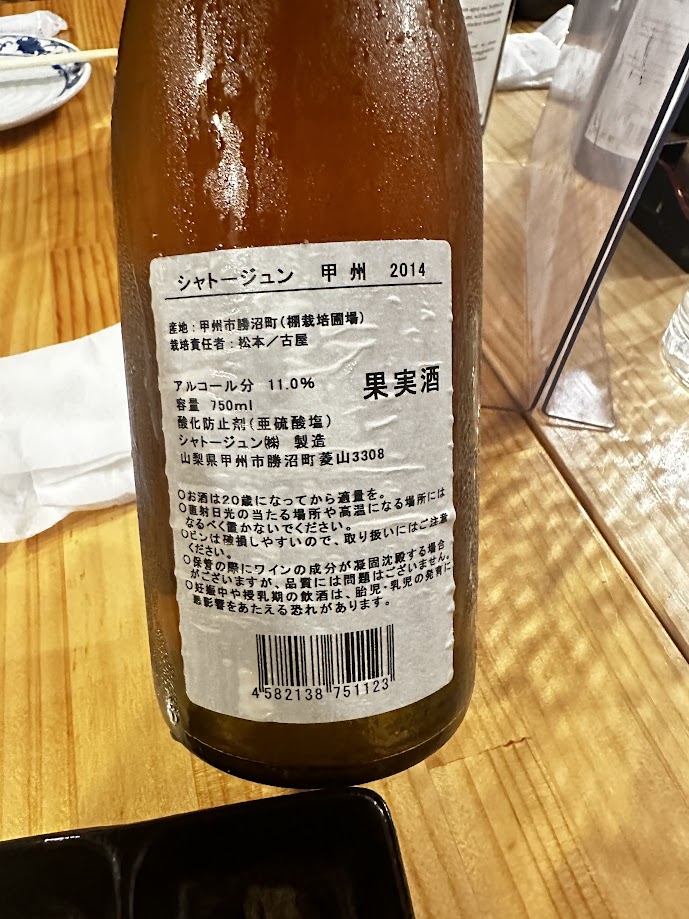 シャトージュン 甲州 2014
産地：甲州市勝沼町（棚栽培圃場）
栽培責任者：松本／古屋
アルコール分 11.0%
果実酒
容量 750ml
酸化防止剤（亜硫酸塩）
シャトージュン㈱ 製造
山梨県甲州市勝沼町菱山3308
○お酒は20歳になってから適量を。
○直射日光の当たる場所や高温になる場所には
なるべく置かないでください。
○ビンは破損しやすいので、取り扱いにはご注意
ください。
○保管の際にワインの成分が凝固沈殿する場合
がございますが、品質には問題はございません。
○妊娠中や授乳期の飲酒は、胎児・乳児の発育に
悪影響をあたえる恐れがあります。
4582138751123